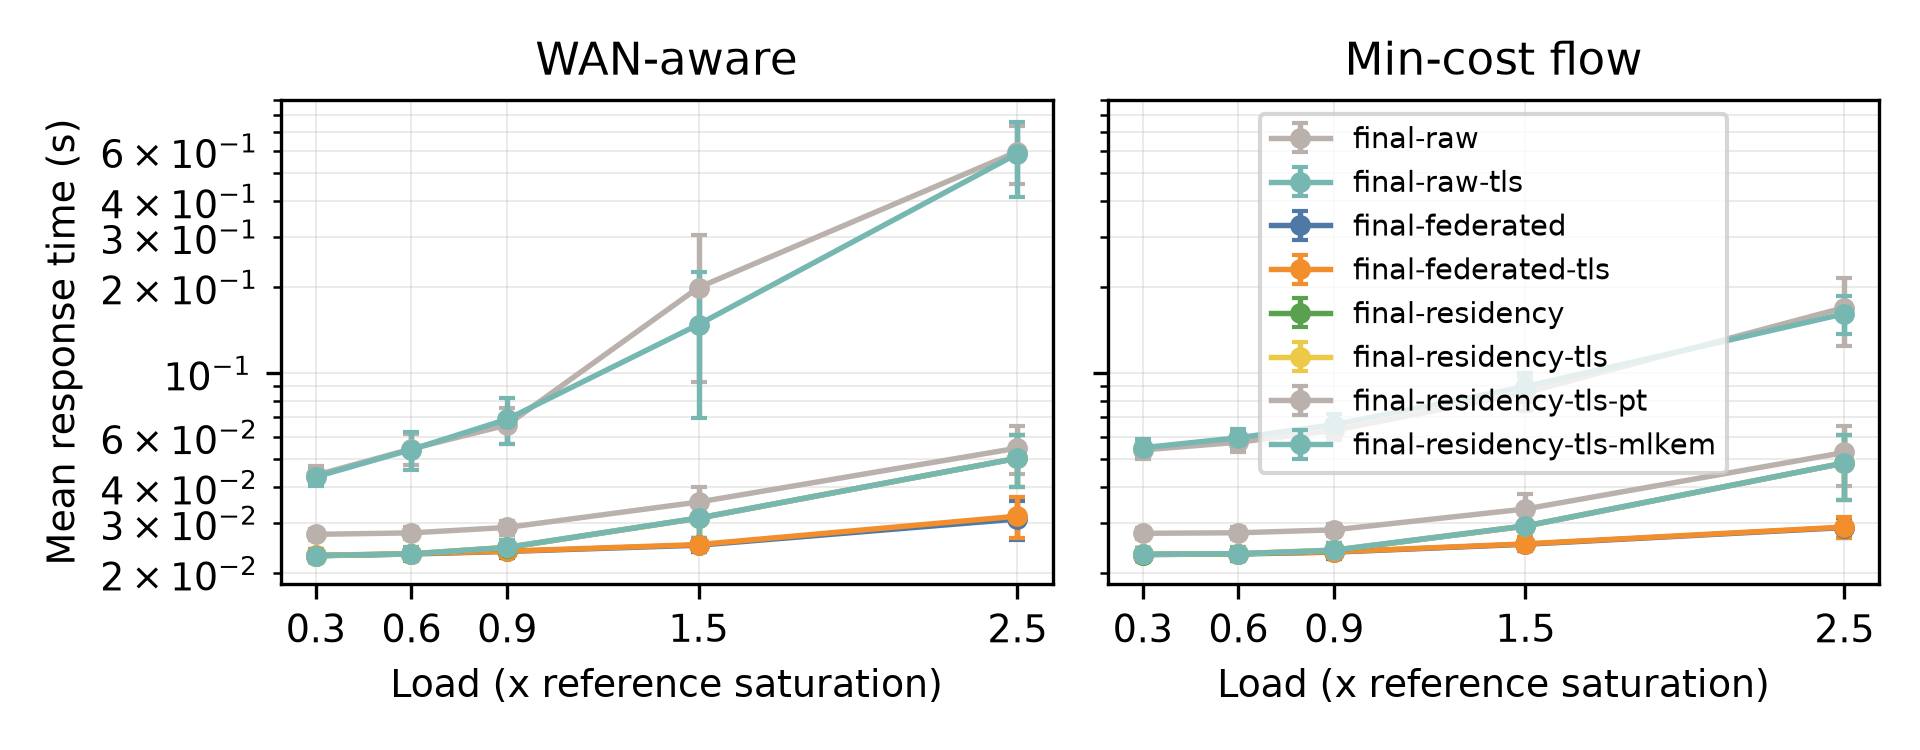 WAN-aware
Mean response time (s)
6 × 10⁻¹
4 × 10⁻¹
3 × 10⁻¹
2 × 10⁻¹
10⁻¹
6 × 10⁻²
4 × 10⁻²
3 × 10⁻²
2 × 10⁻²
0.3 0.6 0.9 1.5 2.5
Load (x reference saturation)
Min-cost flow
final-raw
final-raw-tls
final-federated
final-federated-tls
final-residency
final-residency-tls
final-residency-tls-pt
final-residency-tls-mlkem
0.3 0.6 0.9 1.5 2.5
Load (x reference saturation)